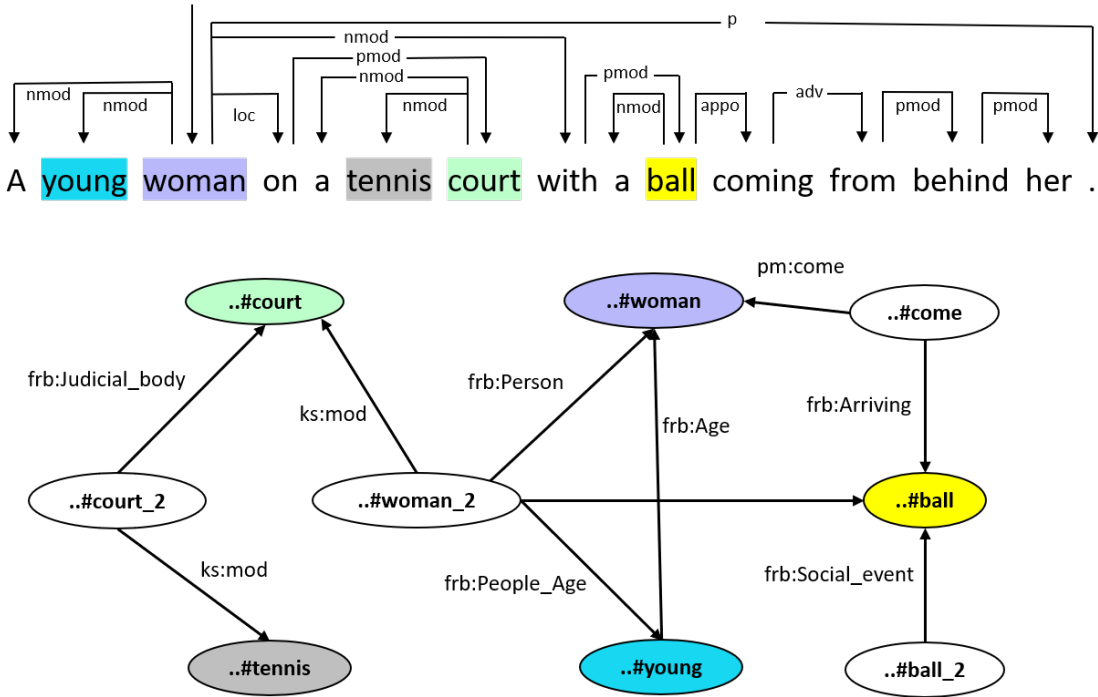 p
nmod
pmod
nmod
pmod
nmod
nmod
loc
nmod
nmod
appo
adv
pmod
pmod
A young woman on a tennis court with a ball coming from behind her .
pm:come
..#court
..#woman
..#come
frb:Judicial_body
frb:Person
ks:mod
frb:Age
frb:Arriving
..#court_2
..#woman_2
..#ball
ks:mod
frb:People_Age
frb:Social_event
..#tennis
..#young
..#ball_2